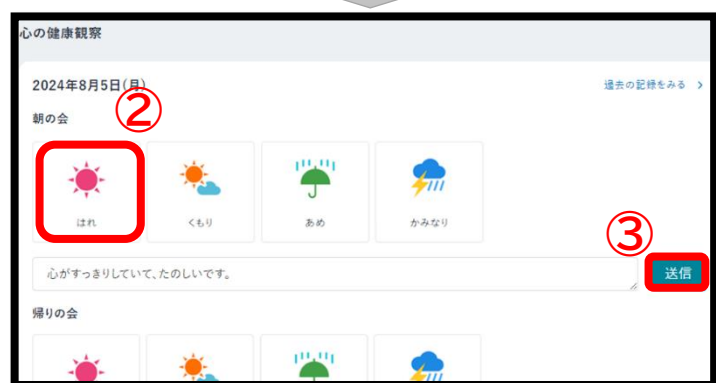 心の健康観察
2024年8月5日(月)
過去の記録をみる >
②
朝の会
はれ
くもり
あめ
かみなり
③
心がすっきりしていて、たのしいです。
送信
帰りの会